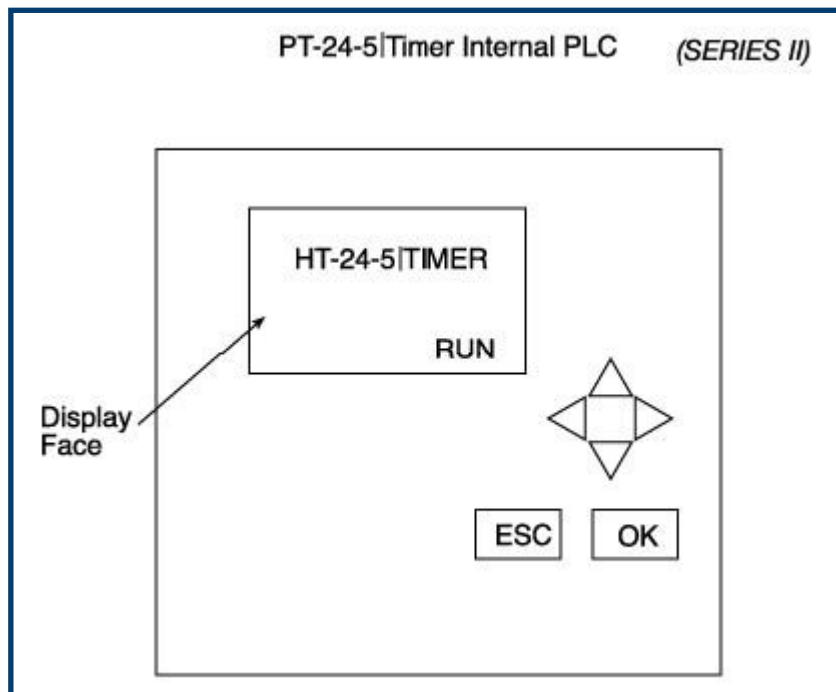 PT-24-5|Timer Internal PLC (SERIES II)
HT-24-5|TIMER
RUN
Display
Face
ESC OK